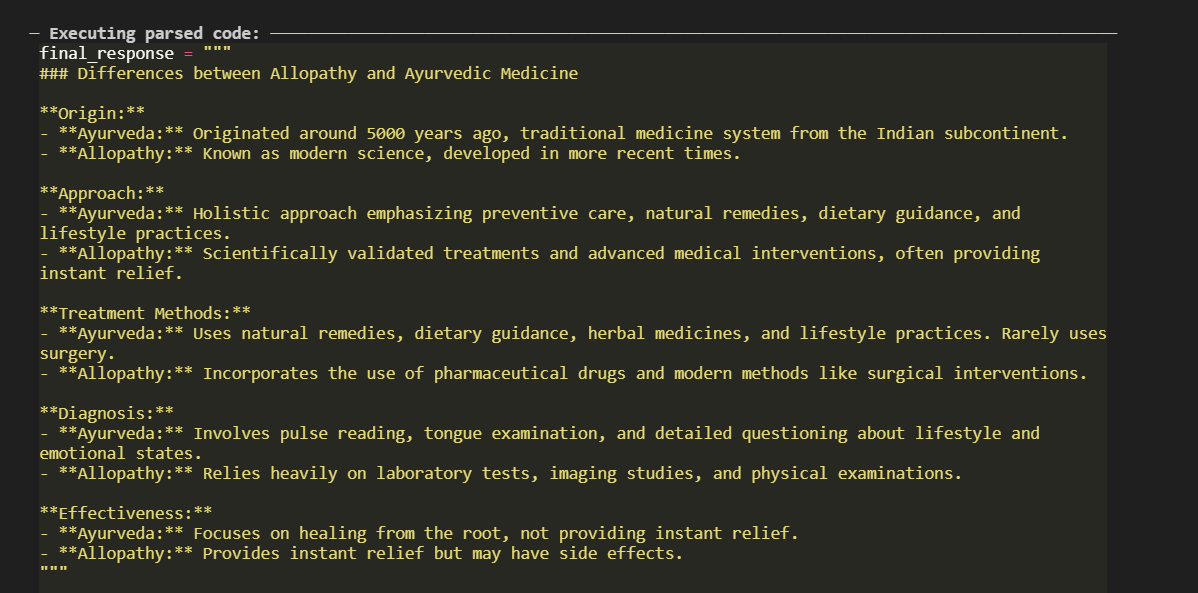 Executing parsed code:
final_response = """
### Differences between Allopathy and Ayurvedic Medicine
**Origin:**
- **Ayurveda:** Originated around 5000 years ago, traditional medicine system from the Indian subcontinent.
- **Allopathy:** Known as modern science, developed in more recent times.
**Approach:**
- **Ayurveda:** Holistic approach emphasizing preventive care, natural remedies, dietary guidance, and
lifestyle practices.
- **Allopathy:** Scientifically validated treatments and advanced medical interventions, often providing
instant relief.
**Treatment Methods:**
- **Ayurveda:** Uses natural remedies, dietary guidance, herbal medicines, and lifestyle practices. Rarely uses
surgery.
- **Allopathy:** Incorporates the use of pharmaceutical drugs and modern methods like surgical interventions.
**Diagnosis:**
- **Ayurveda:** Involves pulse reading, tongue examination, and detailed questioning about lifestyle and
emotional states.
- **Allopathy:** Relies heavily on laboratory tests, imaging studies, and physical examinations.
**Effectiveness:**
- **Ayurveda:** Focuses on healing from the root, not providing instant relief.
- **Allopathy:** Provides instant relief but may have side effects.
"""